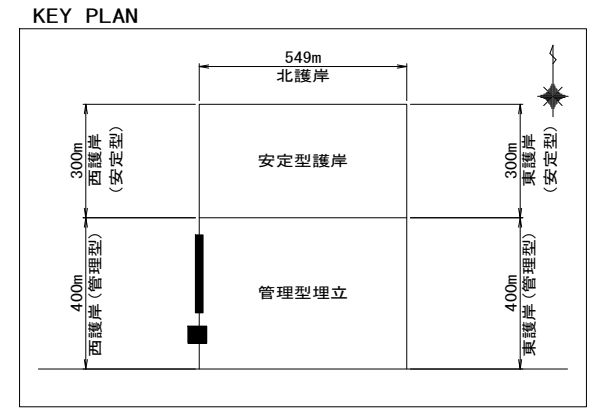 KEY PLAN
549m
北護岸
300m
西護岸
(安定型)
安定型護岸
300m
東護岸
(安定型)
400m
西護岸(管理型)
管理型埋立
400m
東護岸(管理型)